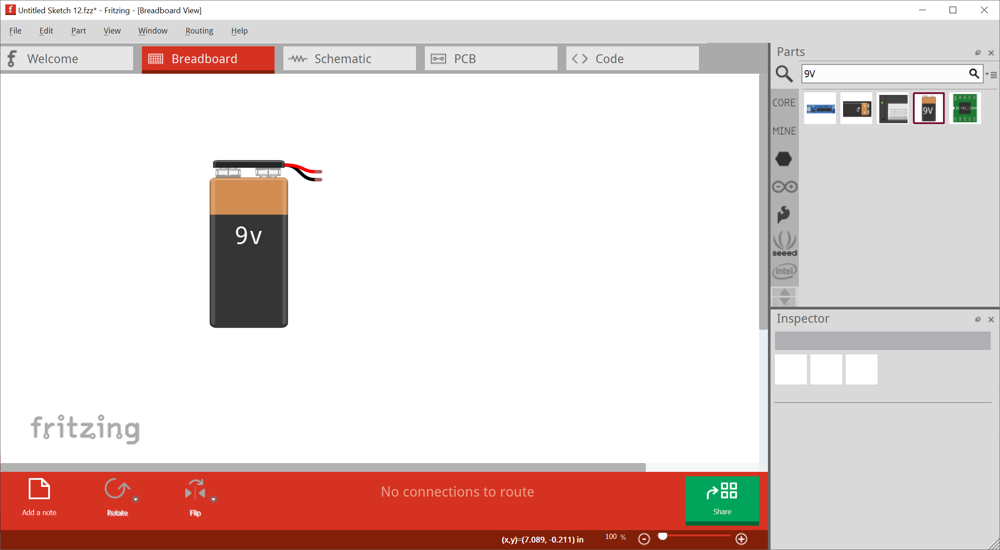 Untitled Sketch 12.fzz* - Fritzing - [Breadboard View]
File Edit Part View Window Routing Help
Welcome
Breadboard
Schematic
PCB
Code
Parts
9V
CORE
MINE
9V
seeed
intel
9v
Inspector
fritzing
No connections to route
Add a note
Rotate
Flip
Share
(x,y)=(7.089, -0.211) in
100 %